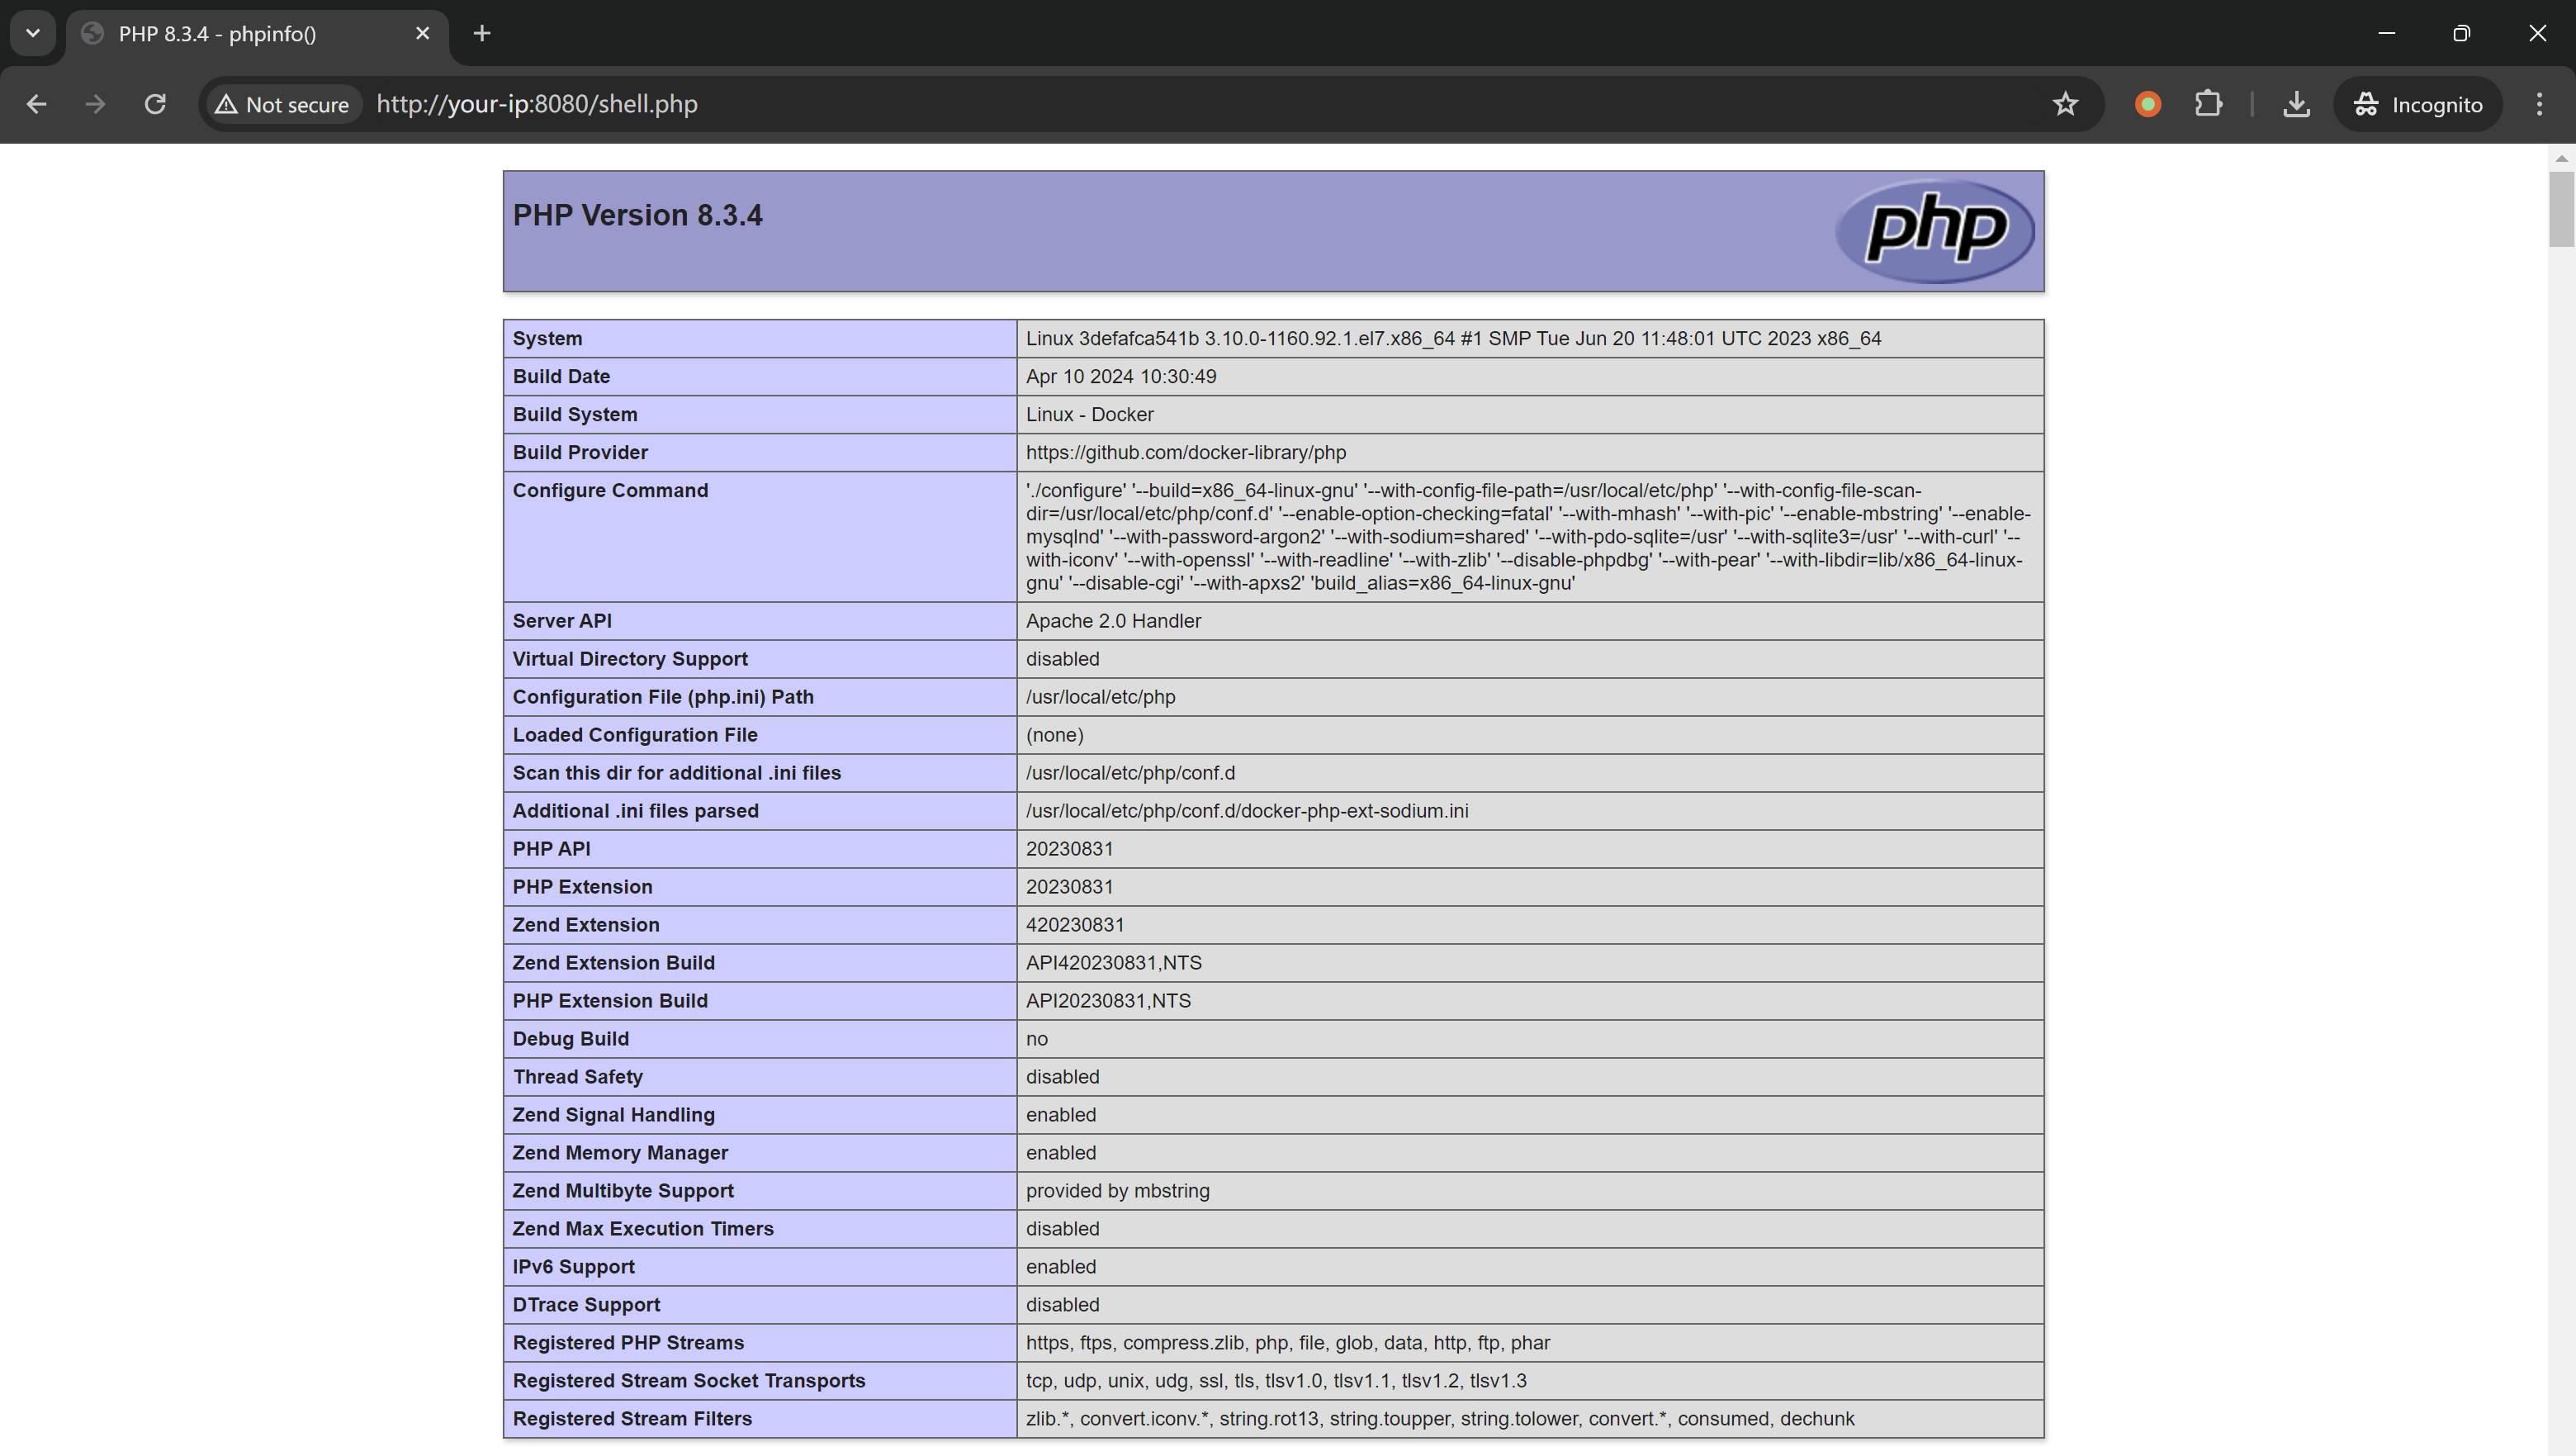 PHP 8.3.4 - phpinfo()
Not secure
http://your-ip:8080/shell.php
Incognito
PHP Version 8.3.4
php
System Linux 3defafca541b 3.10.0-1160.92.1.el7.x86_64 #1 SMP Tue Jun 20 11:48:01 UTC 2023 x86_64
Build Date Apr 10 2024 10:30:49
Build System Linux - Docker
Build Provider https://github.com/docker-library/php
Configure Command './configure' '--build=x86_64-linux-gnu' '--with-config-file-path=/usr/local/etc/php' '--with-config-file-scan-
dir=/usr/local/etc/php/conf.d' '--enable-option-checking=fatal' '--with-mhash' '--with-pic' '--enable-mbstring' '--enable-
mysqlnd' '--with-password-argon2' '--with-sodium=shared' '--with-pdo-sqlite=/usr' '--with-sqlite3=/usr' '--with-curl' '--
with-iconv' '--with-openssl' '--with-readline' '--with-zlib' '--disable-phpdbg' '--with-pear' '--with-libdir=lib/x86_64-linux-
gnu' '--disable-cgi' '--with-apxs2' 'build_alias=x86_64-linux-gnu'
Server API Apache 2.0 Handler
Virtual Directory Support disabled
Configuration File (php.ini) Path /usr/local/etc/php
Loaded Configuration File (none)
Scan this dir for additional .ini files /usr/local/etc/php/conf.d
Additional .ini files parsed /usr/local/etc/php/conf.d/docker-php-ext-sodium.ini
PHP API 20230831
PHP Extension 20230831
Zend Extension 420230831
Zend Extension Build API420230831,NTS
PHP Extension Build API20230831,NTS
Debug Build no
Thread Safety disabled
Zend Signal Handling enabled
Zend Memory Manager enabled
Zend Multibyte Support provided by mbstring
Zend Max Execution Timers disabled
IPv6 Support enabled
DTrace Support disabled
Registered PHP Streams https, ftps, compress.zlib, php, file, glob, data, http, ftp, phar
Registered Stream Socket Transports tcp, udp, unix, udg, ssl, tls, tlsv1.0, tlsv1.1, tlsv1.2, tlsv1.3
Registered Stream Filters zlib.*, convert.iconv.*, string.rot13, string.toupper, string.tolower, convert.*, consumed, dechunk